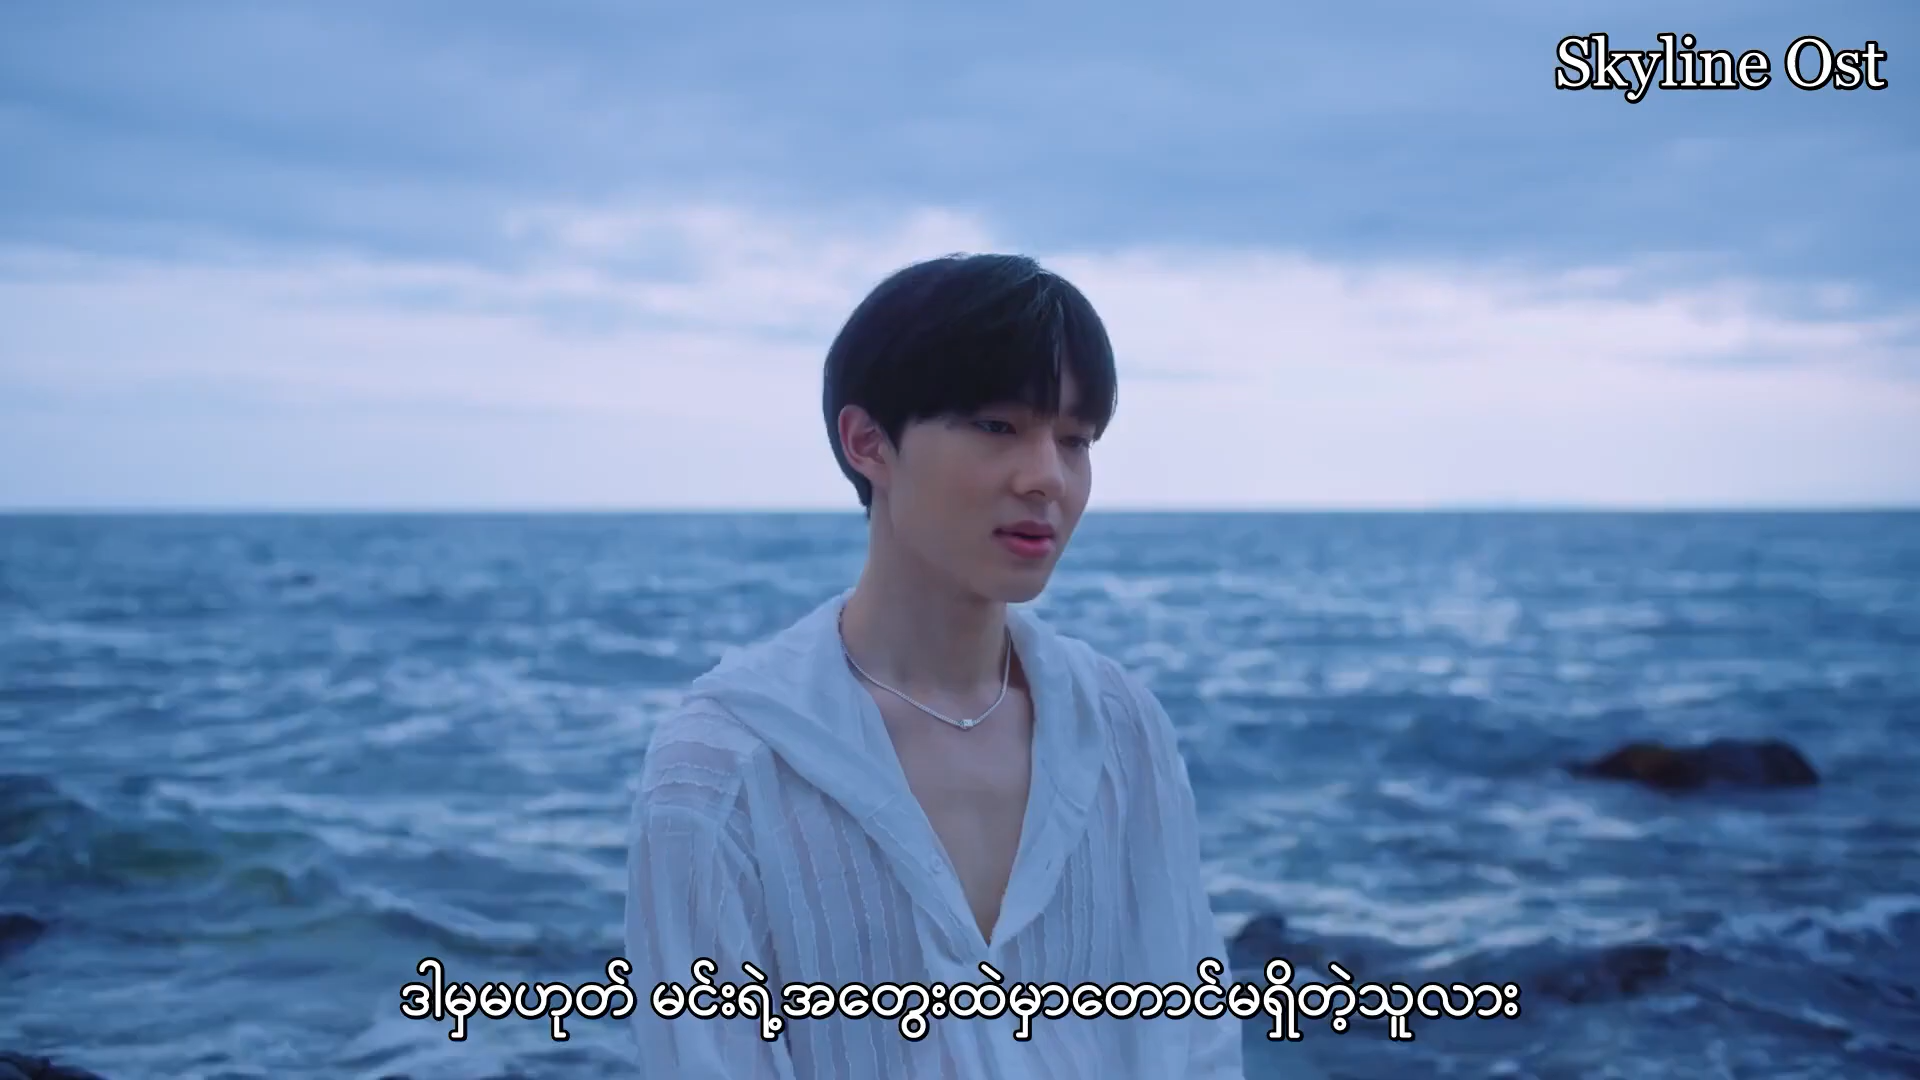 Skyline Ost
ဒါမှမဟုတ် မင်းရဲ့အတွေးထဲမှာတောင်မရှိတဲ့သူလား